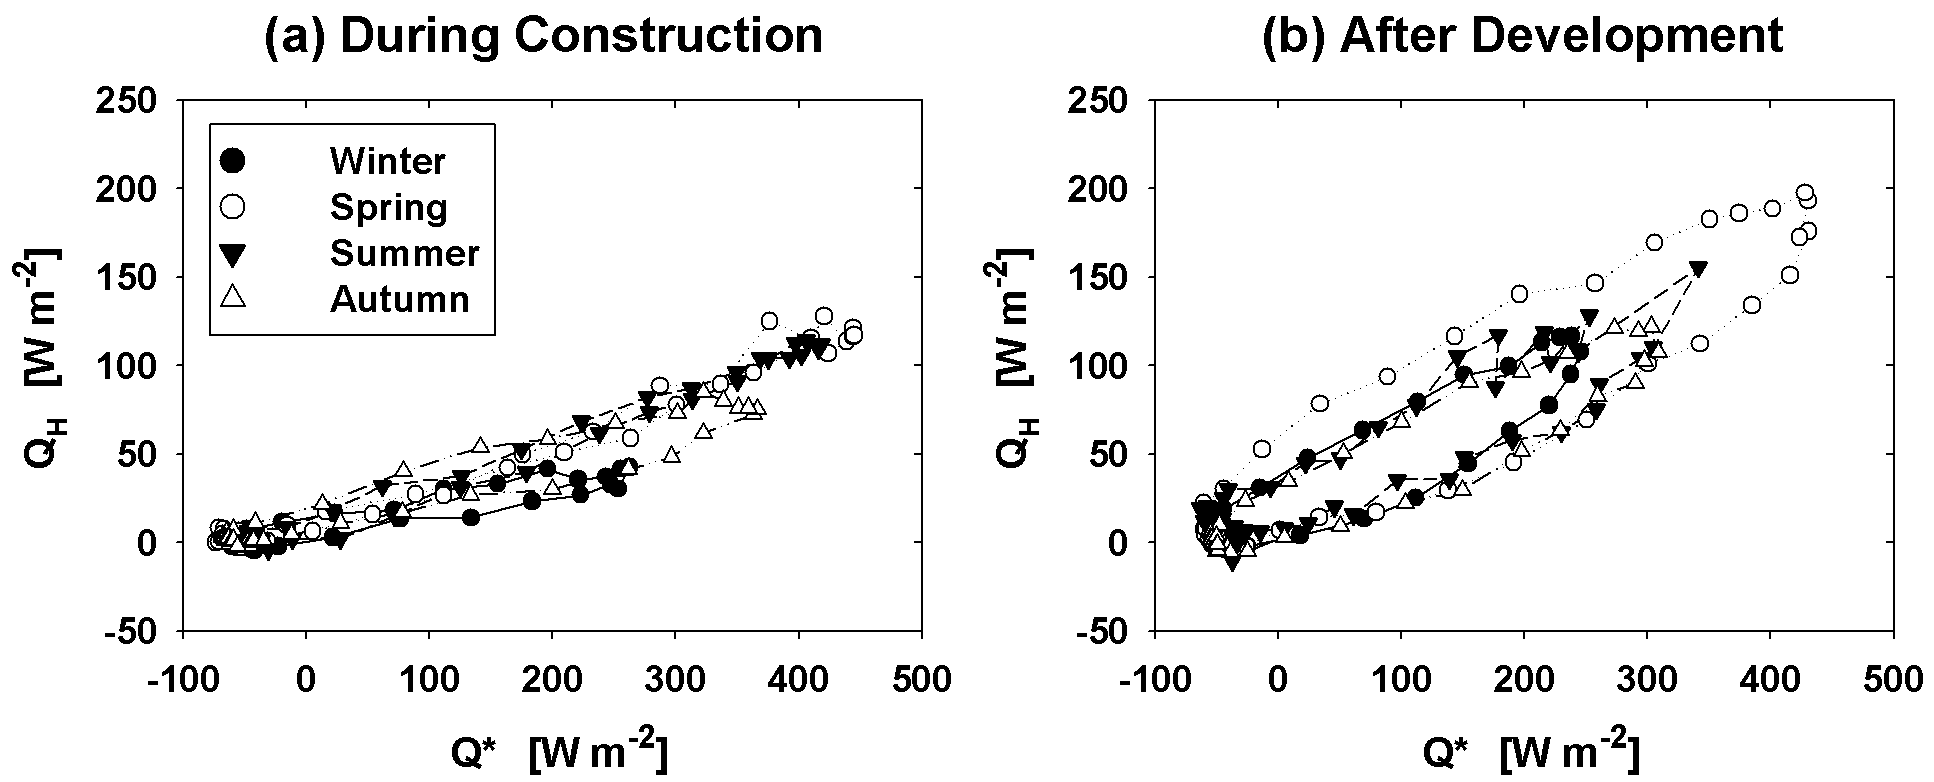 (a) During Construction
(b) After Development
250
200
150
100
50
0
-50
Q_H [W m^-2]
Winter
Spring
Summer
Autumn
-100 0 100 200 300 400 500
Q* [W m^-2]
250
200
150
100
50
0
-50
Q_H [W m^-2]
-100 0 100 200 300 400 500
Q* [W m^-2]